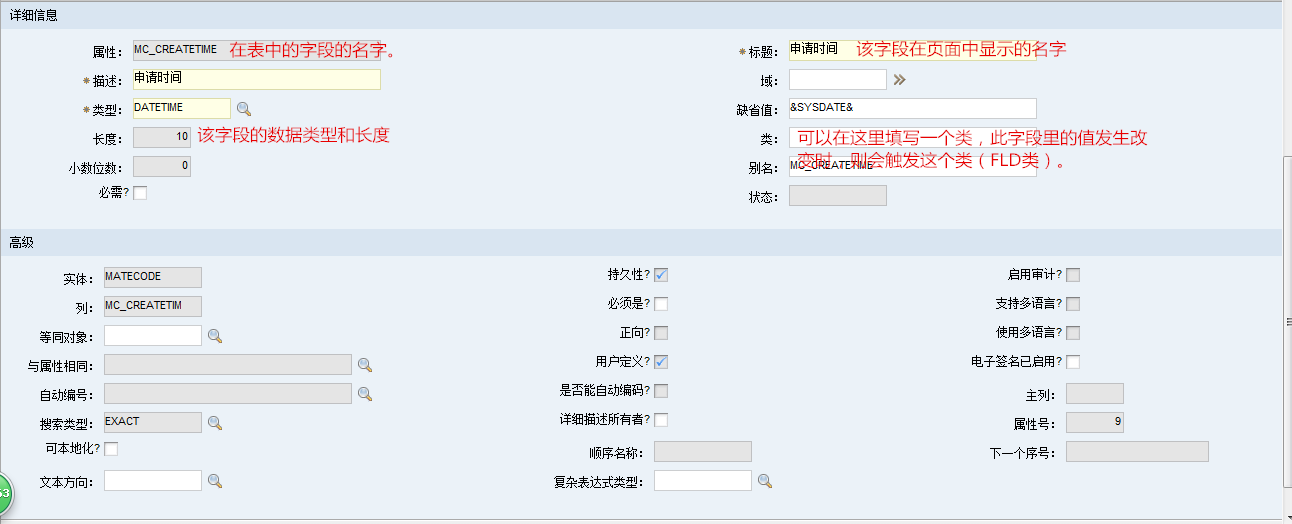 详细信息
属性： MC_CREATETIME 在表中的字段的名字。
*标题： 申请时间 该字段在页面中显示的名字
*描述： 申请时间
域：
*类型： DATETIME
缺省值： &SYSDATE&
长度： 10 该字段的数据类型和长度
类： 可以在这里填写一个类，此字段里的值发生改
小数位数： 0
变时，则会触发这个类（FLD类）。
别名： MC_CREATETIME
必需?
状态：
高级
实体： MATECODE
持久性?
启用审计?
列： MC_CREATETIM
必须是?
支持多语言?
等同对象：
正向?
使用多语言?
与属性相同：
用户定义?
电子签名已启用?
自动编号：
是否能自动编码?
主列：
搜索类型： EXACT
详细描述所有者?
属性号： 9
可本地化?
顺序名称：
下一个序号：
文本方向：
复杂表达式类型：